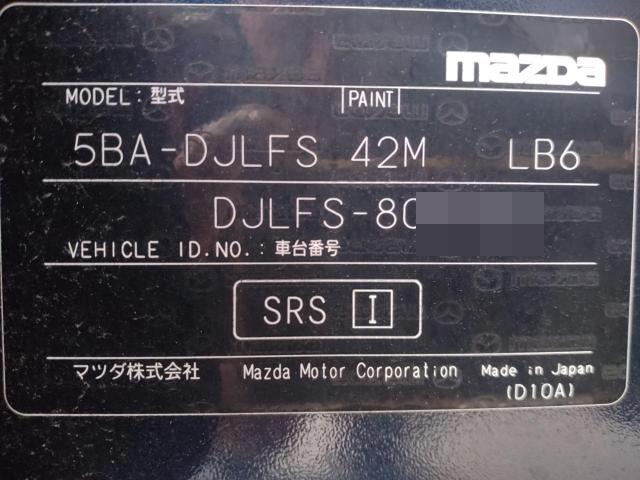 mazda
MODEL : 型式 PAINT
5BA-DJLFS 42M LB6
DJLFS-80
VEHICLE ID.NO.: 車台番号
SRS I
マツダ株式会社 Mazda Motor Corporation Made in Japan
(D10A)